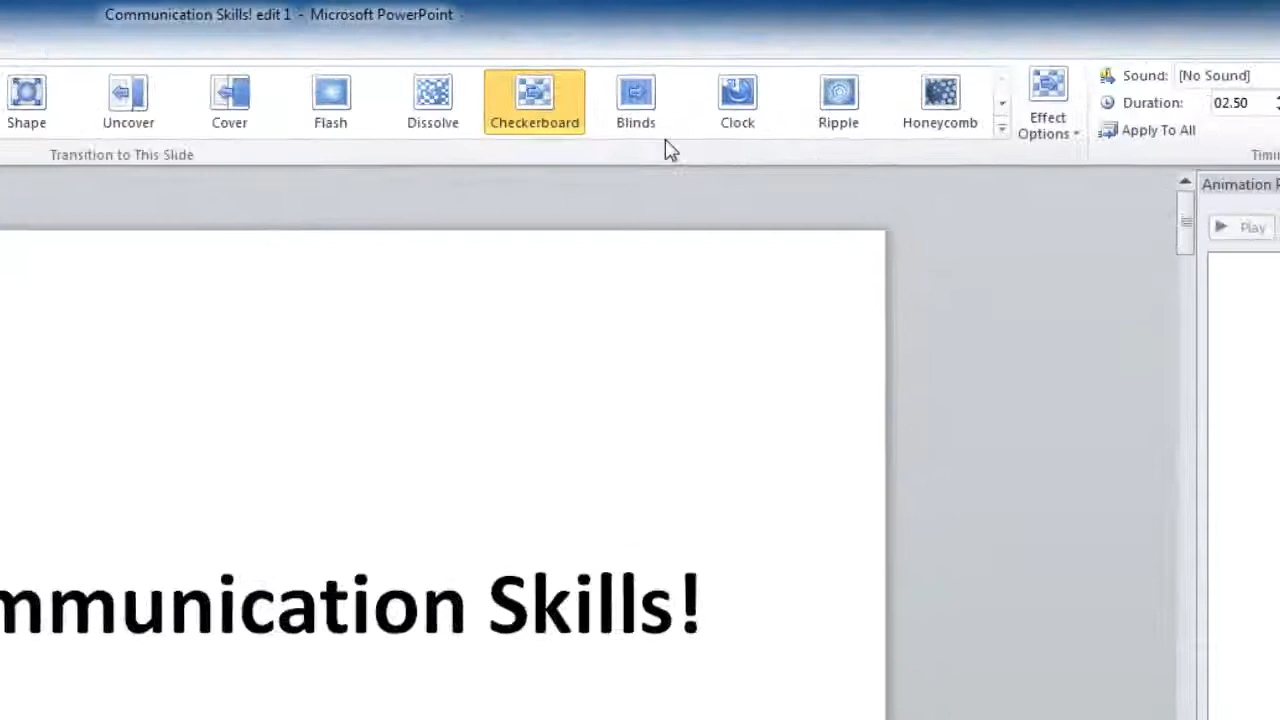 Communication Skills! edit 1 - Microsoft PowerPoint
Shape Uncover Cover Flash Dissolve Checkerboard Blinds Clock Ripple Honeycomb
Effect
Options
Sound: [No Sound]
Duration: 02.50
Apply To All
Transition to This Slide
Timi
Animation P
Play
mmunication Skills!